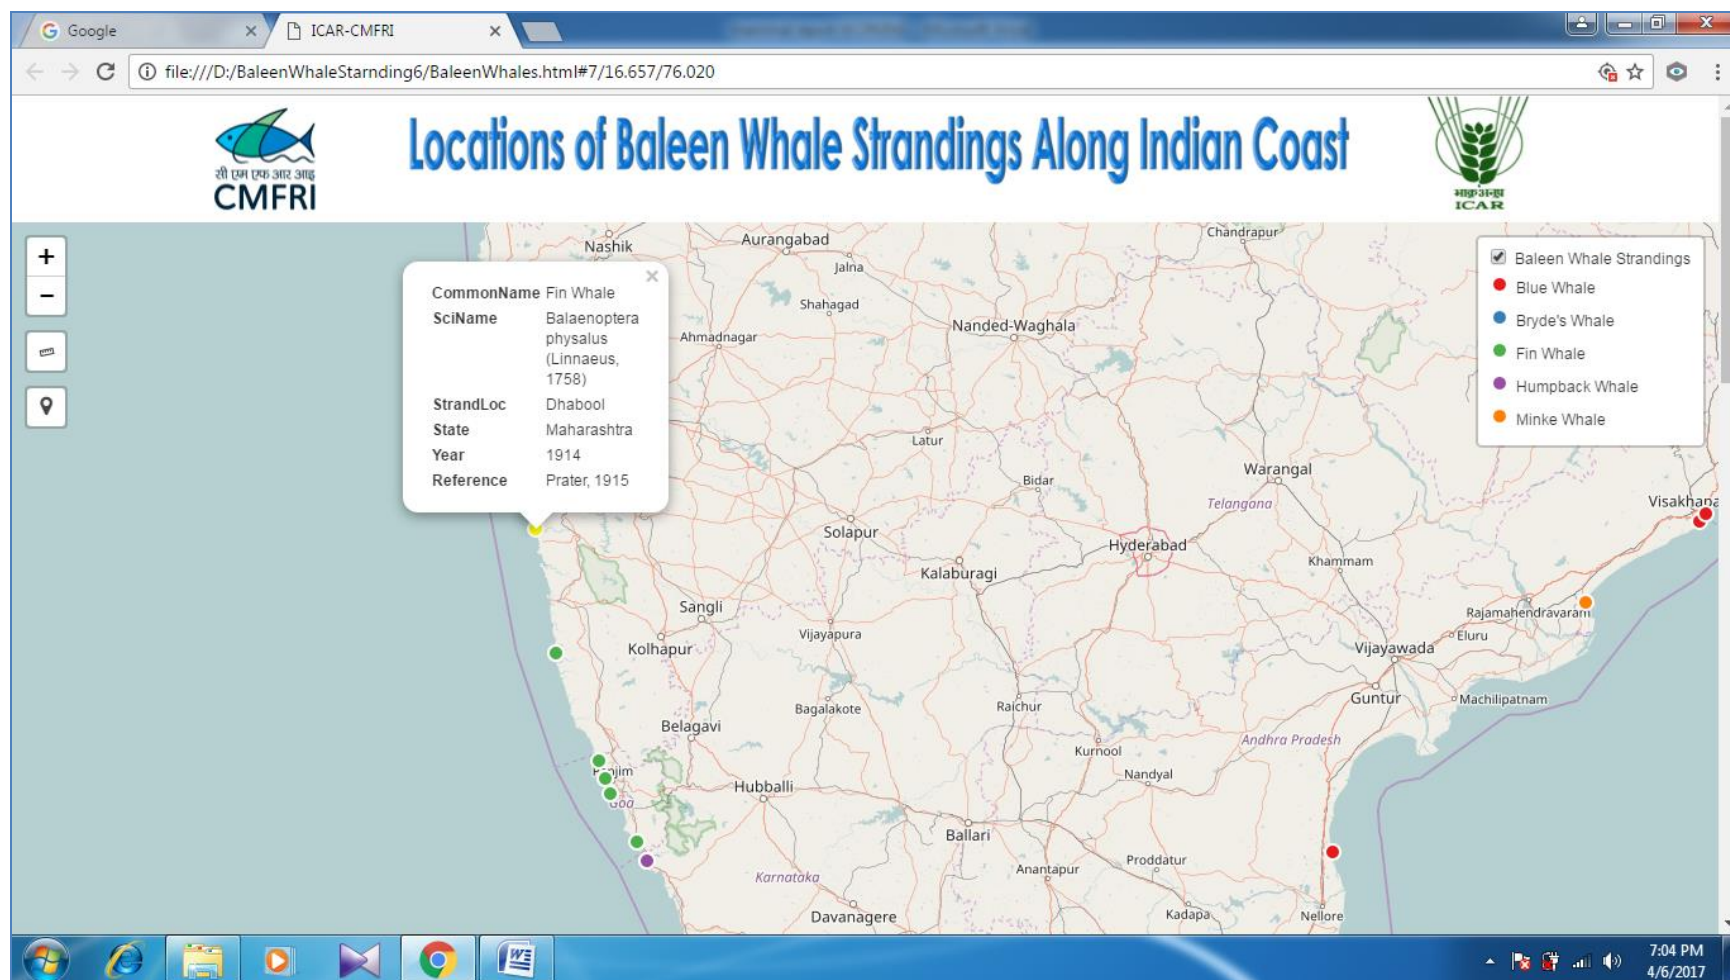 Google
ICAR-CMFRI
file:///D:/BaleenWhaleStarnding6/BaleenWhales.html#7/16.657/76.020
सी एम एफ आर आइ
CMFRI
Locations of Baleen Whale Strandings Along Indian Coast
भाकृअनुप
ICAR
+
−
CommonName Fin Whale
SciName Balaenoptera
physalus
(Linnaeus,
1758)
StrandLoc Dhabool
State Maharashtra
Year 1914
Reference Prater, 1915
Baleen Whale Strandings
Blue Whale
Bryde's Whale
Fin Whale
Humpback Whale
Minke Whale
Nashik
Aurangabad
Chandrapur
Jalna
Shahagad
Nanded-Waghala
Ahmadnagar
Latur
Bidar
Warangal
Telangana
Visakhapa
Solapur
Hyderabad
Kalaburagi
Khammam
Sangli
Rajamahendravaram
Vijayapura
Eluru
Kolhapur
Vijayawada
Bagalakote
Raichur
Guntur
Machilipatnam
Belagavi
Kurnool
Andhra Pradesh
Panjim
Nandyal
Hubballi
Goa
Ballari
Proddatur
Anantapur
Karnataka
Davanagere
Kadapa
Nellore
7:04 PM
4/6/2017